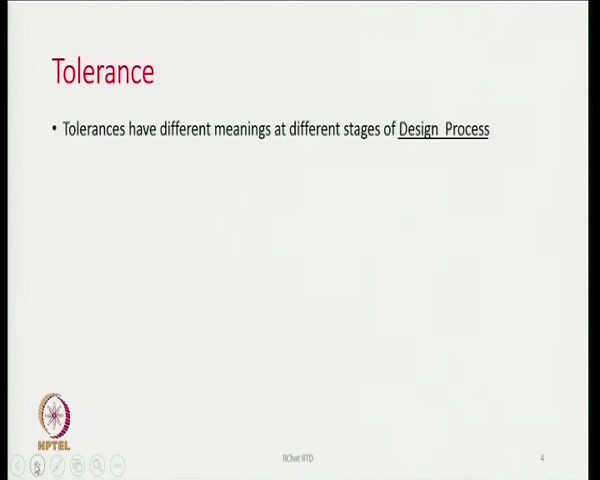 Tolerance
• Tolerances have different meanings at different stages of Design Process
NPTEL
RChat IITD
4